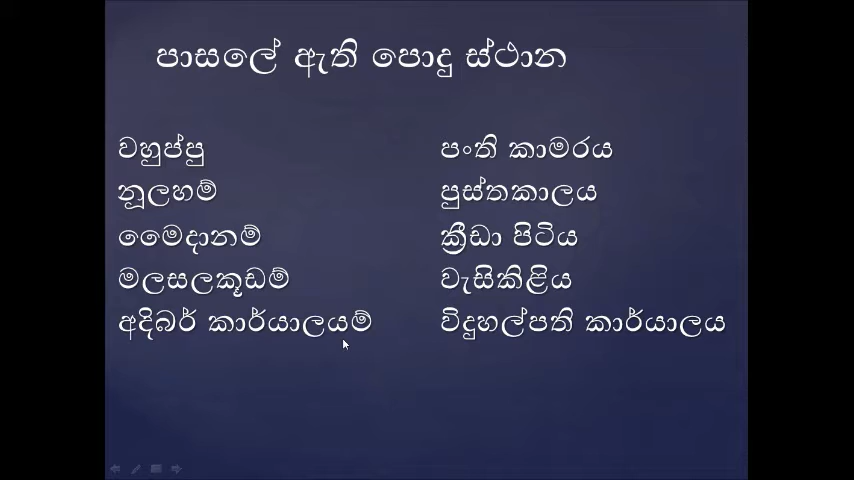 පාසලේ ඇති පොදු ස්ථාන
වහුප්පු පංති කාමරය
නූලහම් පුස්තකාලය
මෛදානම් ක්‍රීඩා පිටිය
මලසලකූඩම් වැසිකිළිය
අදිබර් කාර්යාලයම් විදුහල්පති කාර්යාලය